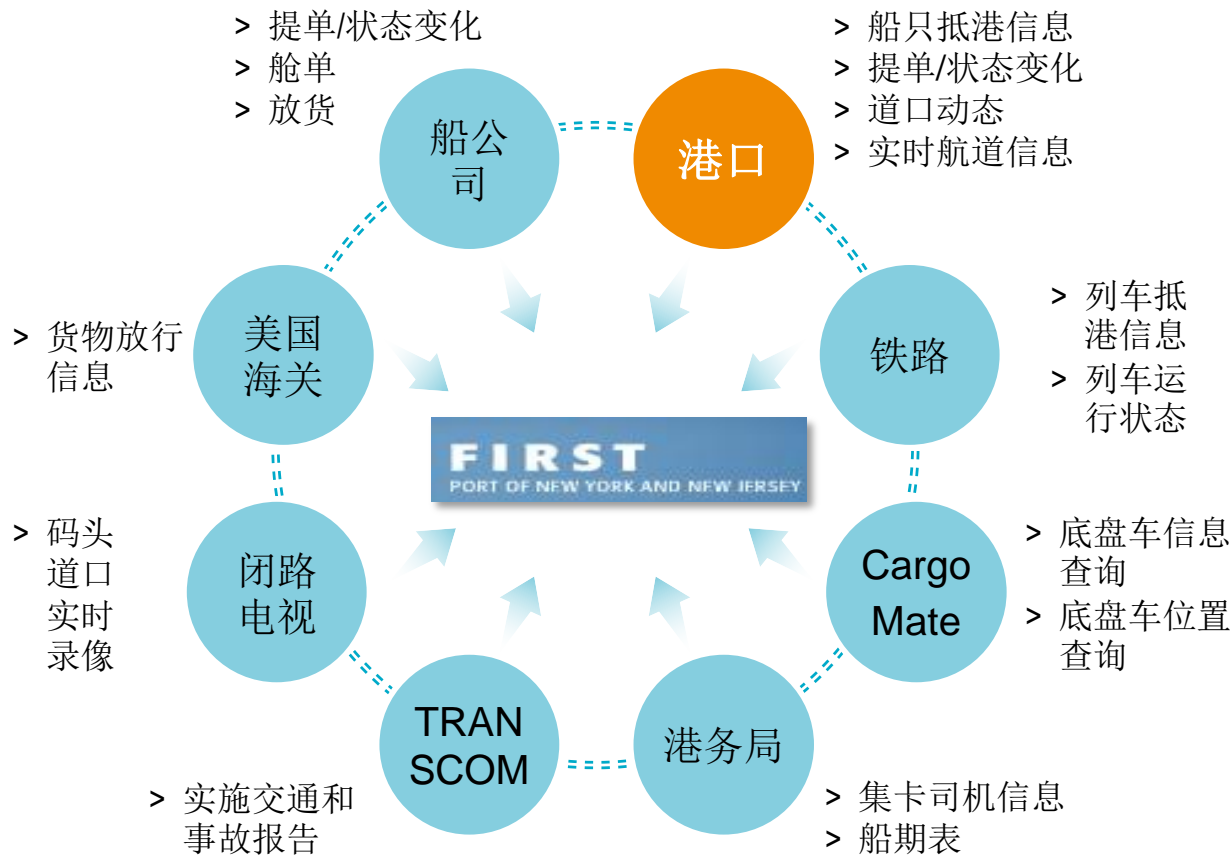 > 提单/状态变化
> 舱单
> 放货
船公
司
港口
> 船只抵港信息
> 提单/状态变化
> 道口动态
> 实时航道信息
> 货物放行
信息
美国
海关
铁路
> 列车抵
港信息
> 列车运
行状态
FIRST
PORT OF NEW YORK AND NEW JERSEY
> 码头
道口
实时
录像
闭路
电视
Cargo
Mate
> 底盘车信息
查询
> 底盘车位置
查询
TRAN
SCOM
港务局
> 实施交通和
事故报告
> 集卡司机信息
> 船期表